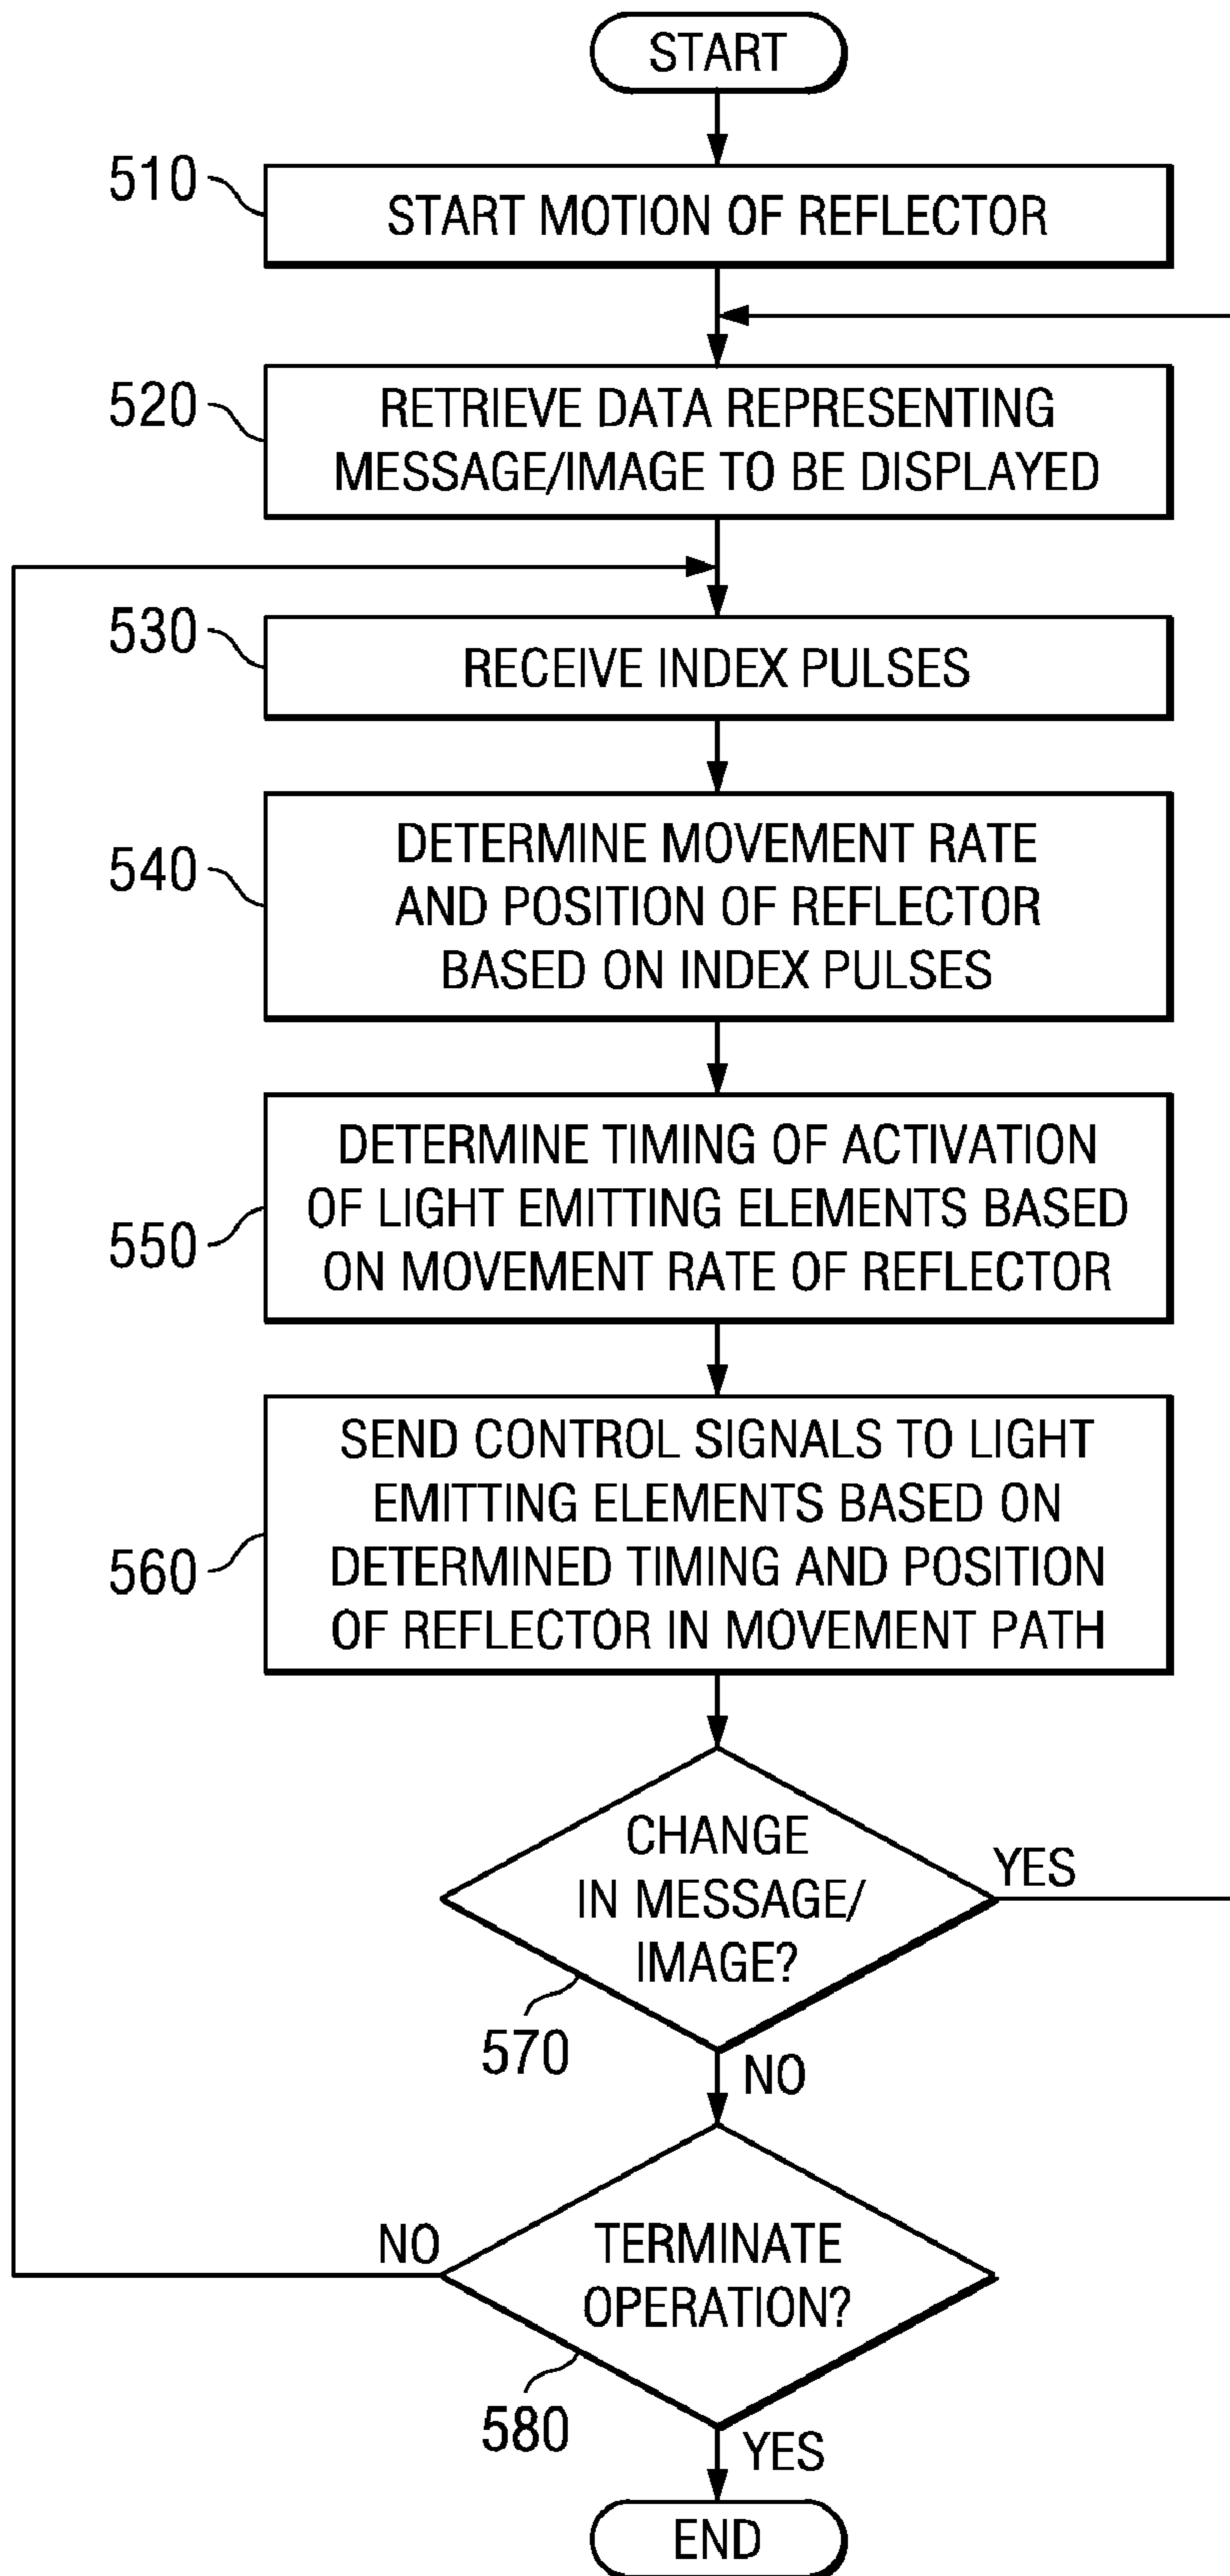 START
510
START MOTION OF REFLECTOR
520
RETRIEVE DATA REPRESENTING
MESSAGE/IMAGE TO BE DISPLAYED
530
RECEIVE INDEX PULSES
540
DETERMINE MOVEMENT RATE
AND POSITION OF REFLECTOR
BASED ON INDEX PULSES
550
DETERMINE TIMING OF ACTIVATION
OF LIGHT EMITTING ELEMENTS BASED
ON MOVEMENT RATE OF REFLECTOR
560
SEND CONTROL SIGNALS TO LIGHT
EMITTING ELEMENTS BASED ON
DETERMINED TIMING AND POSITION
OF REFLECTOR IN MOVEMENT PATH
CHANGE
IN MESSAGE/
IMAGE?
YES
570
NO
TERMINATE
OPERATION?
NO
580
YES
END